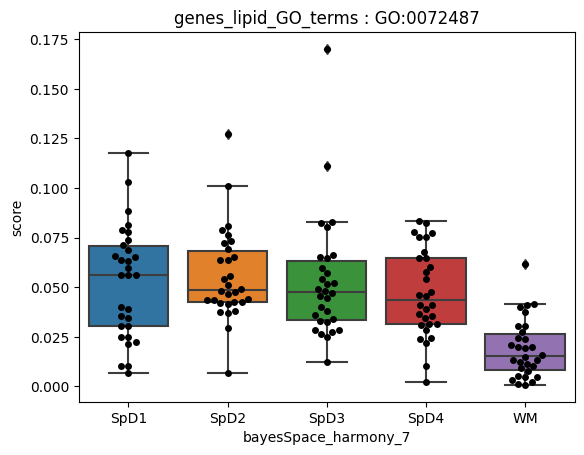 genes_lipid_GO_terms : GO:0072487
0.175
0.150
0.125
0.100
0.075
0.050
0.025
0.000
score
SpD1 SpD2 SpD3 SpD4 WM
bayesSpace_harmony_7